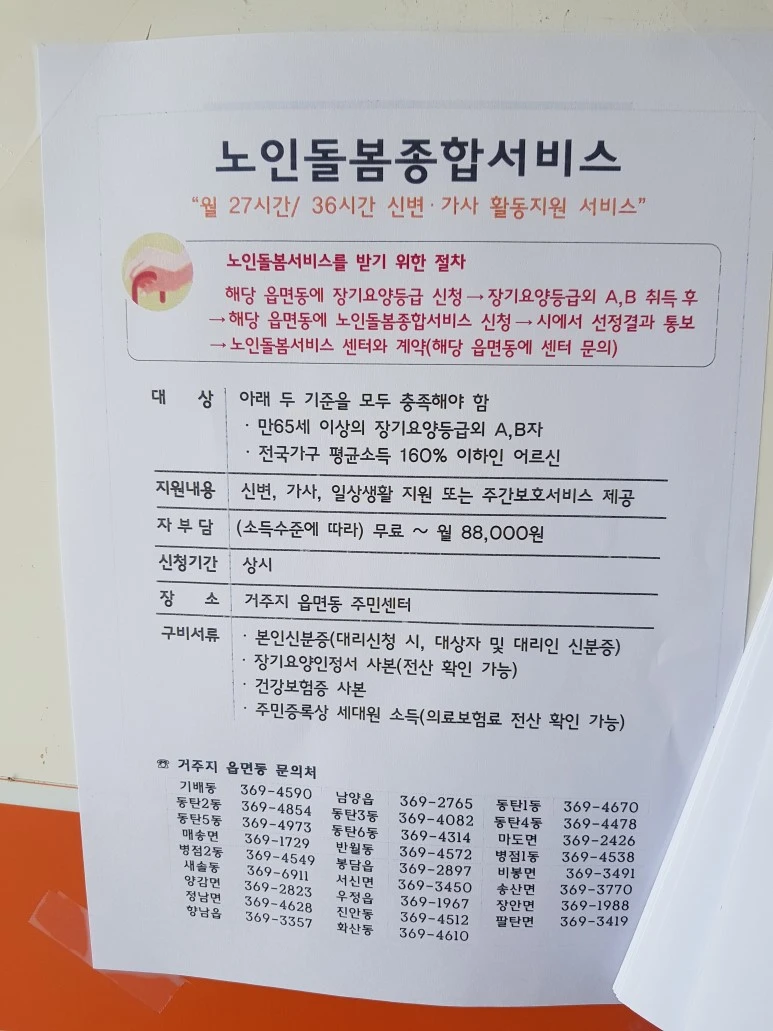 노인돌봄종합서비스
“월 27시간/ 36시간 신변·가사 활동지원 서비스”
노인돌봄서비스를 받기 위한 절차
해당 읍면동에 장기요양등급 신청→장기요양등급외 A,B 취득 후
→해당 읍면동에 노인돌봄종합서비스 신청→시에서 선정결과 통보
→노인돌봄서비스 센터와 계약(해당 읍면동에 센터 문의)
대 상 아래 두 기준을 모두 충족해야 함
· 만65세 이상의 장기요양등급외 A,B자
· 전국가구 평균소득 160% 이하인 어르신
지원내용 신변, 가사, 일상생활 지원 또는 주간보호서비스 제공
자 부 담 (소득수준에 따라) 무료 ~ 월 88,000원
신청기간 상시
장 소 거주지 읍면동 주민센터
구비서류 · 본인신분증(대리신청 시, 대상자 및 대리인 신분증)
· 장기요양인정서 사본(전산 확인 가능)
· 건강보험증 사본
· 주민등록상 세대원 소득(의료보험료 전산 확인 가능)
☏ 거주지 읍면동 문의처
기배동 369-4590 남양읍 369-2765 동탄1동 369-4670
동탄2동 369-4854 동탄3동 369-4082 동탄4동 369-4478
동탄5동 369-4973 동탄6동 369-4314 마도면 369-2426
매송면 369-1729 반월동 369-4572 병점1동 369-4538
병점2동 369-4549 봉담읍 369-2897 비봉면 369-3491
새솔동 369-6911 서신면 369-3450 송산면 369-3770
양감면 369-2823 우정읍 369-1967 장안면 369-1988
정남면 369-4628 진안동 369-4512 팔탄면 369-3419
향남읍 369-3357 화산동 369-4610